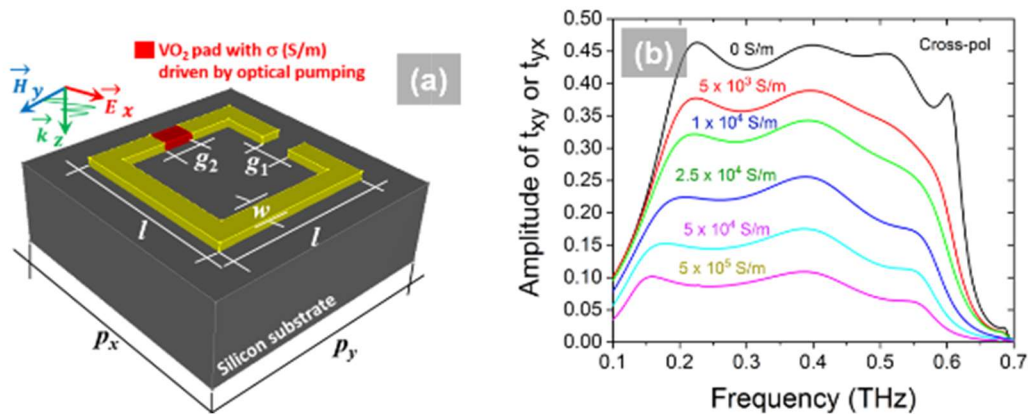 VO₂ pad with σ (S/m)
driven by optical pumping
(a)
H y
E x
k z
g₂
g₁
w
l
l
pₓ
p_y
Silicon substrate
(b)
Cross-pol
0 S/m
5 x 10³ S/m
1 x 10⁴ S/m
2.5 x 10⁴ S/m
5 x 10⁴ S/m
5 x 10⁵ S/m
Amplitude of t_xy or t_yx
0.50
0.45
0.40
0.35
0.30
0.25
0.20
0.15
0.10
0.05
0.00
0.1 0.2 0.3 0.4 0.5 0.6 0.7
Frequency (THz)